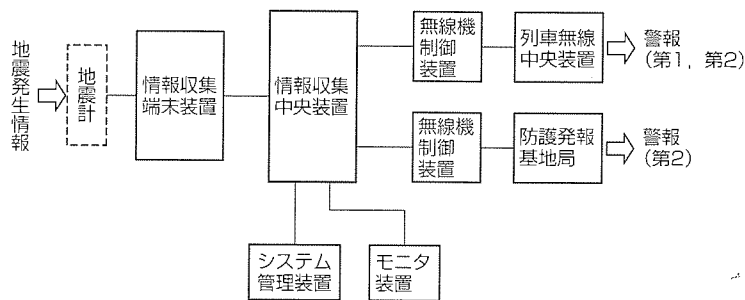 地震発生情報
地震計
情報収集
端末装置
情報収集
中央装置
無線機
制御
装置
列車無線
中央装置
警報
(第1，第2)
無線機
制御
装置
防護発報
基地局
警報
(第2)
システム
管理装置
モニタ
装置